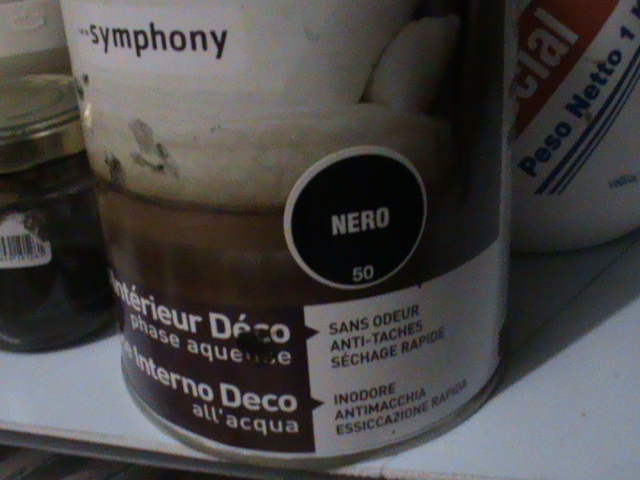 symphony
NERO
50
Intérieur Déco
phase aqueuse
SANS ODEUR
ANTI-TACHES
SÉCHAGE RAPIDE
Interno Deco
all'acqua
INODORE
ANTIMACCHIA
ESSICCAZIONE RAPIDA
Peso Netto 1